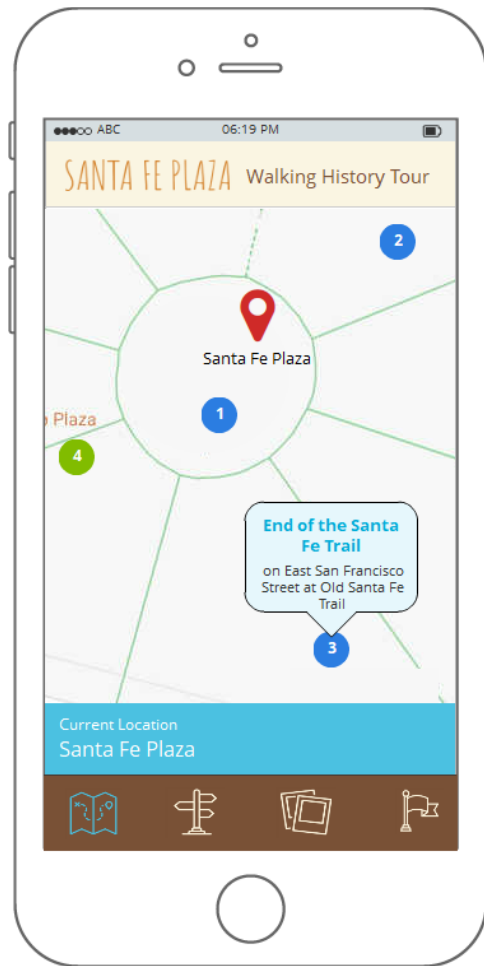 ABC 06:19 PM
SANTA FE PLAZA Walking History Tour
2
Santa Fe Plaza
1
Plaza
4
End of the Santa
Fe Trail
on East San Francisco
Street at Old Santa Fe
Trail
3
Current Location
Santa Fe Plaza